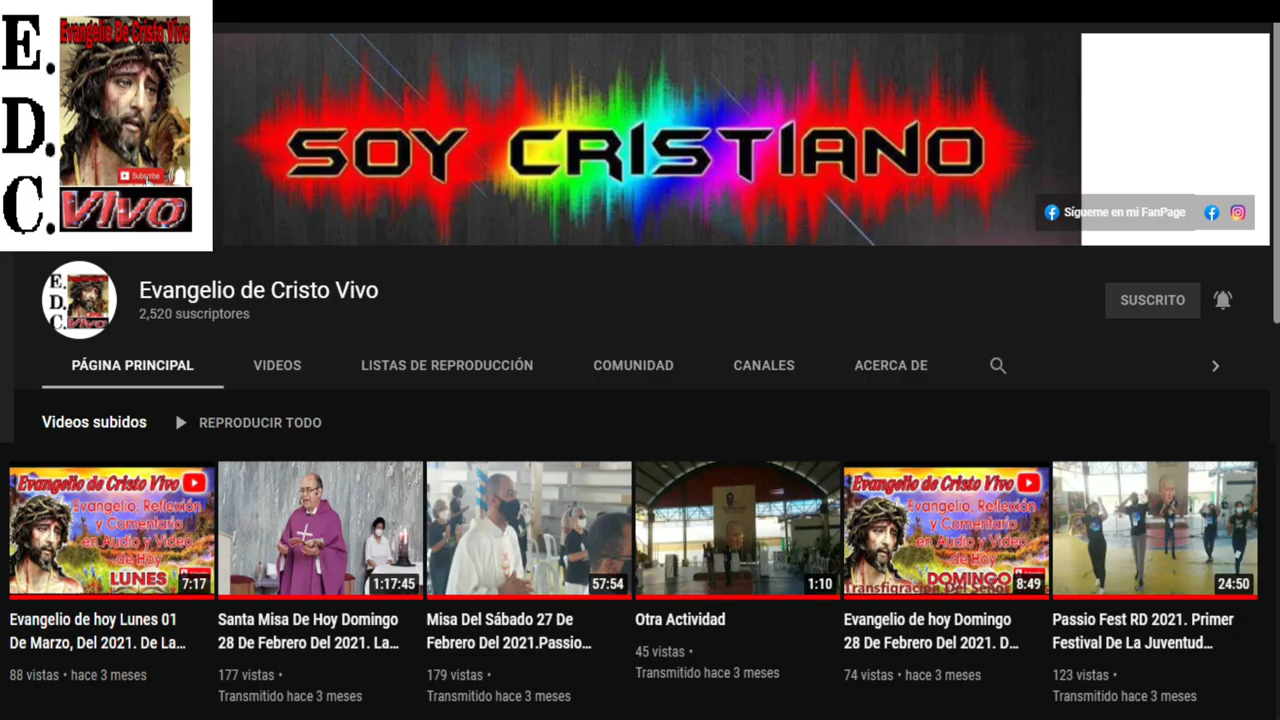 E.
D.
C.
Evangelio De Cristo Vivo
Subscribe
Vivo
SOY CRISTIANO
Sígueme en mi FanPage
E.
D.
C.
Vivo
Evangelio de Cristo Vivo
2,520 suscriptores
SUSCRITO
PÁGINA PRINCIPAL VIDEOS LISTAS DE REPRODUCCIÓN COMUNIDAD CANALES ACERCA DE
Videos subidos REPRODUCIR TODO
Evangelio de Cristo Vivo
Evangelio, Reflexión
y Comentario
en Audio y Video
de Hoy
LUNES
7:17
Evangelio de hoy Lunes 01
De Marzo, Del 2021. De La...
88 vistas • hace 3 meses
1:17:45
Santa Misa De Hoy Domingo
28 De Febrero Del 2021. La...
177 vistas •
Transmitido hace 3 meses
57:54
Misa Del Sábado 27 De
Febrero Del 2021.Passio...
179 vistas •
Transmitido hace 3 meses
1:10
Otra Actividad
45 vistas •
Transmitido hace 3 meses
Evangelio de Cristo Vivo
Evangelio, Reflexión
y Comentario
en Audio y Video
de Hoy
DOMINGO
Transfigración Del Señor
8:49
Evangelio de hoy Domingo
28 De Febrero Del 2021. D...
74 vistas • hace 3 meses
24:50
Passio Fest RD 2021. Primer
Festival De La Juventud...
123 vistas •
Transmitido hace 3 meses